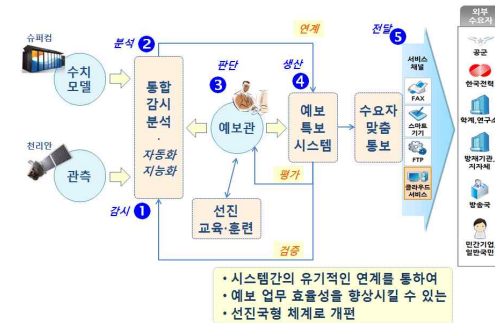 슈퍼컴
수치
모델
천리안
관측
분석 ❷
감시 ❶
통합
감시
분석
·
자동화
지능화
연계
판단
❸
예보관
선진
교육·훈련
생산
❹
예보
특보
시스템
평가
검증
수요자
맞춤
통보
전달 ❺
서비스
채널
FAX
스마트
기기
FTP
클라우드
서비스
외부
수요자
공군
한국전력
학계,연구소
방재기관,
지자체
방송국
민간기업,
일반국민
• 시스템간의 유기적인 연계를 통하여
• 예보 업무 효율성을 향상시킬 수 있는
• 선진국형 체계로 개편